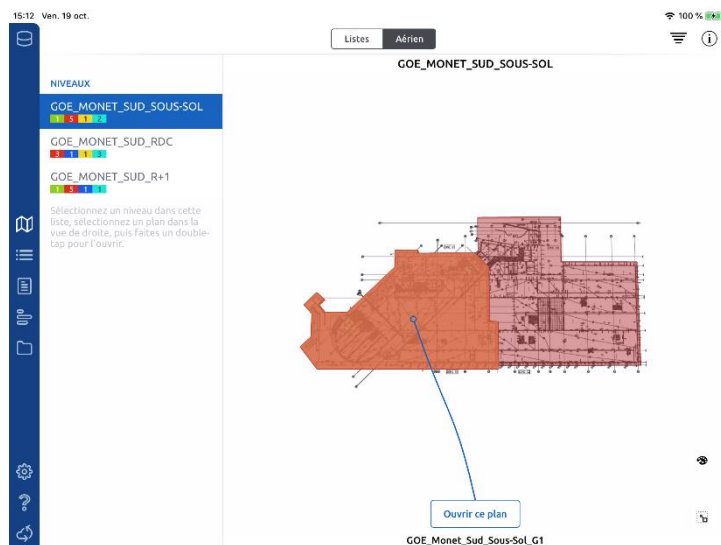 15:12 Ven. 19 oct.
100 %
Listes Aérien
GOE_MONET_SUD_SOUS-SOL
NIVEAUX
GOE_MONET_SUD_SOUS-SOL
1 5 1 2
GOE_MONET_SUD_RDC
3 1 1 3
GOE_MONET_SUD_R+1
1 5 1 1
Sélectionnez un niveau dans cette
liste, sélectionnez un plan dans la
vue de droite, puis faites un double-
tap pour l'ouvrir.
Ouvrir ce plan
GOE_Monet_Sud_Sous-Sol_G1